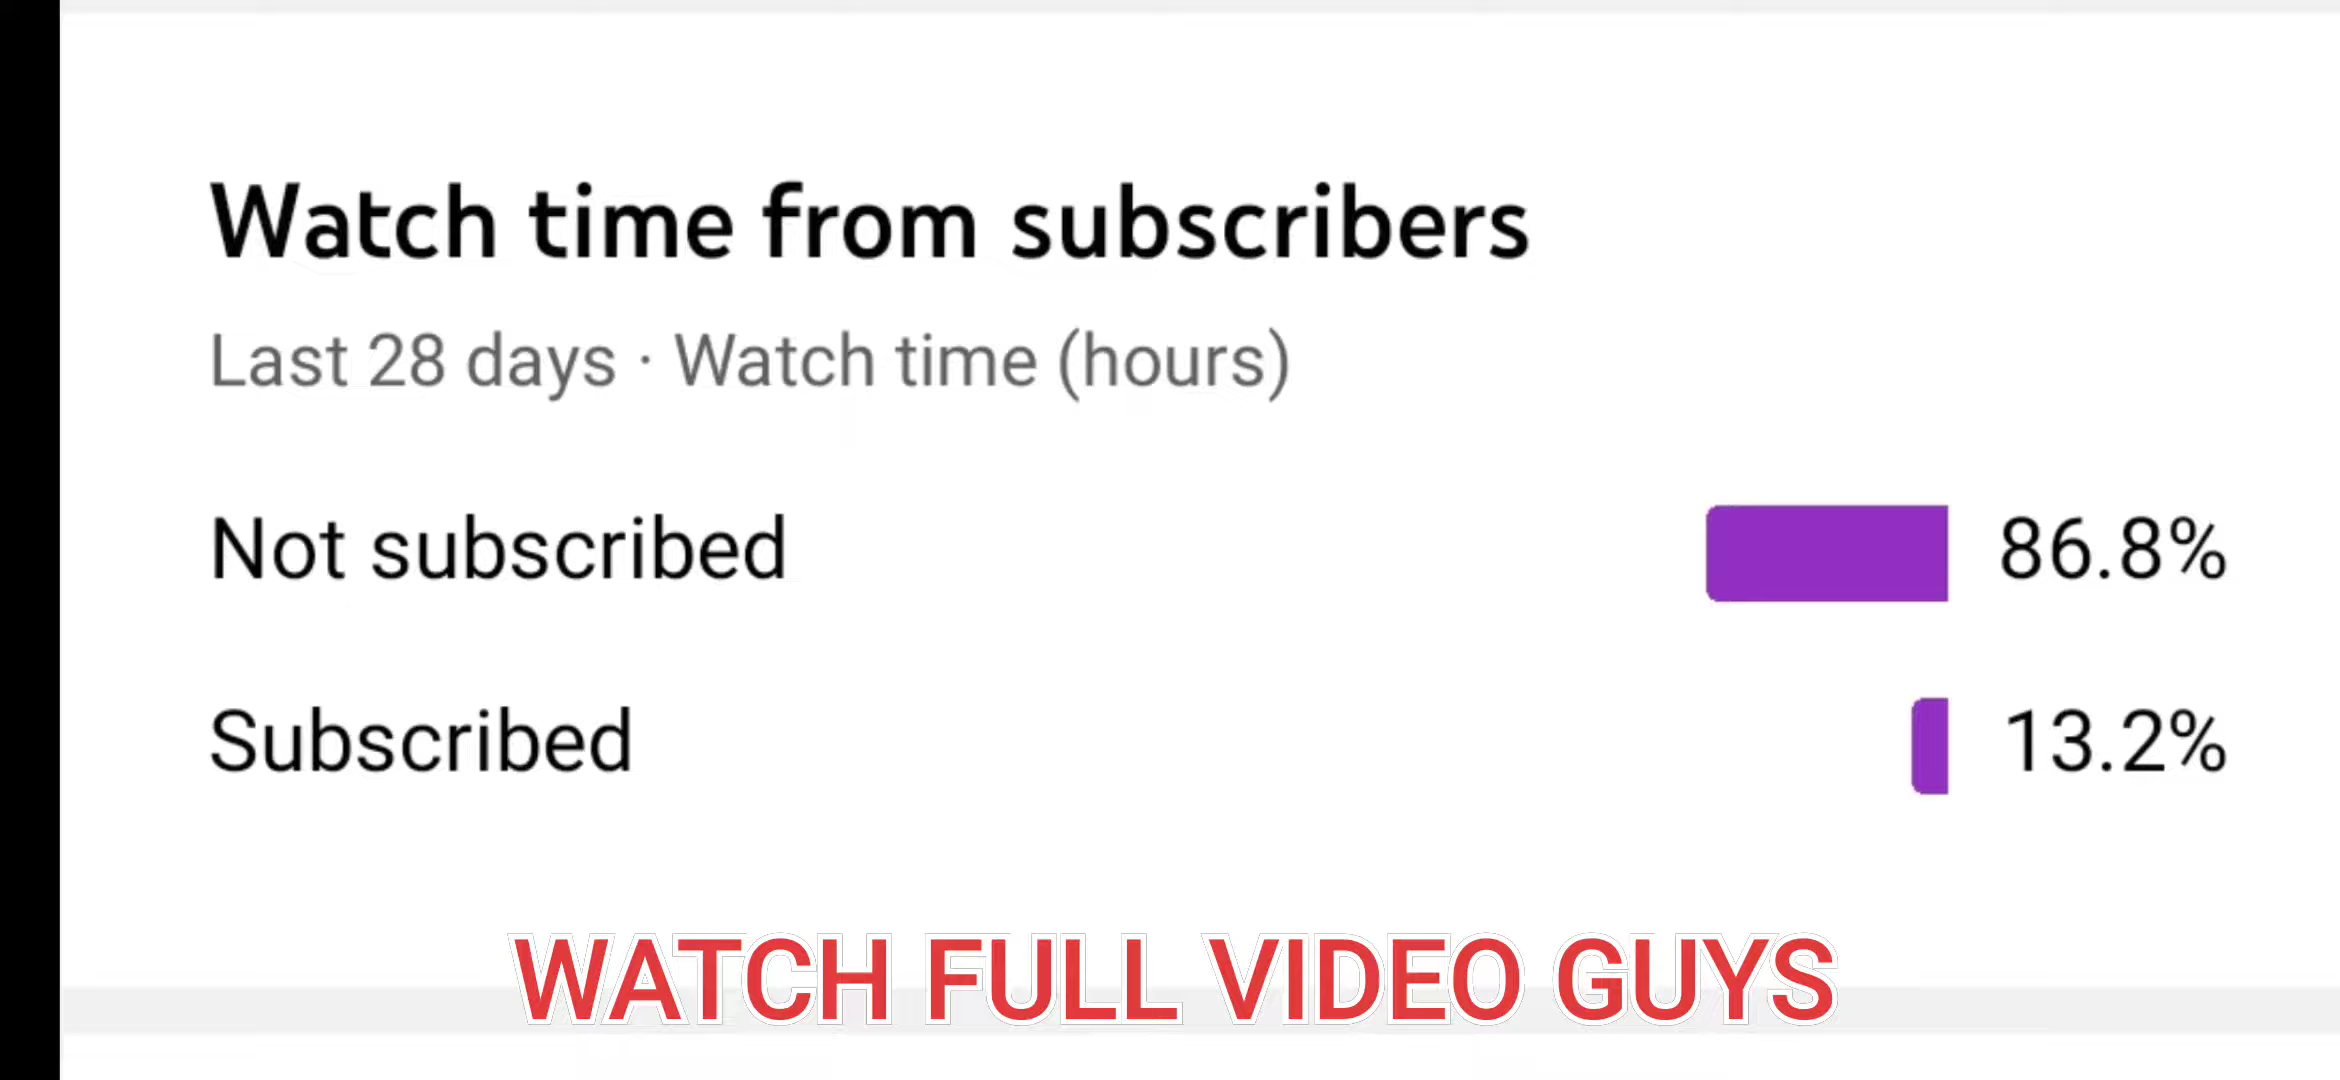 Watch time from subscribers
Last 28 days · Watch time (hours)
Not subscribed 86.8%
Subscribed 13.2%
WATCH FULL VIDEO GUYS